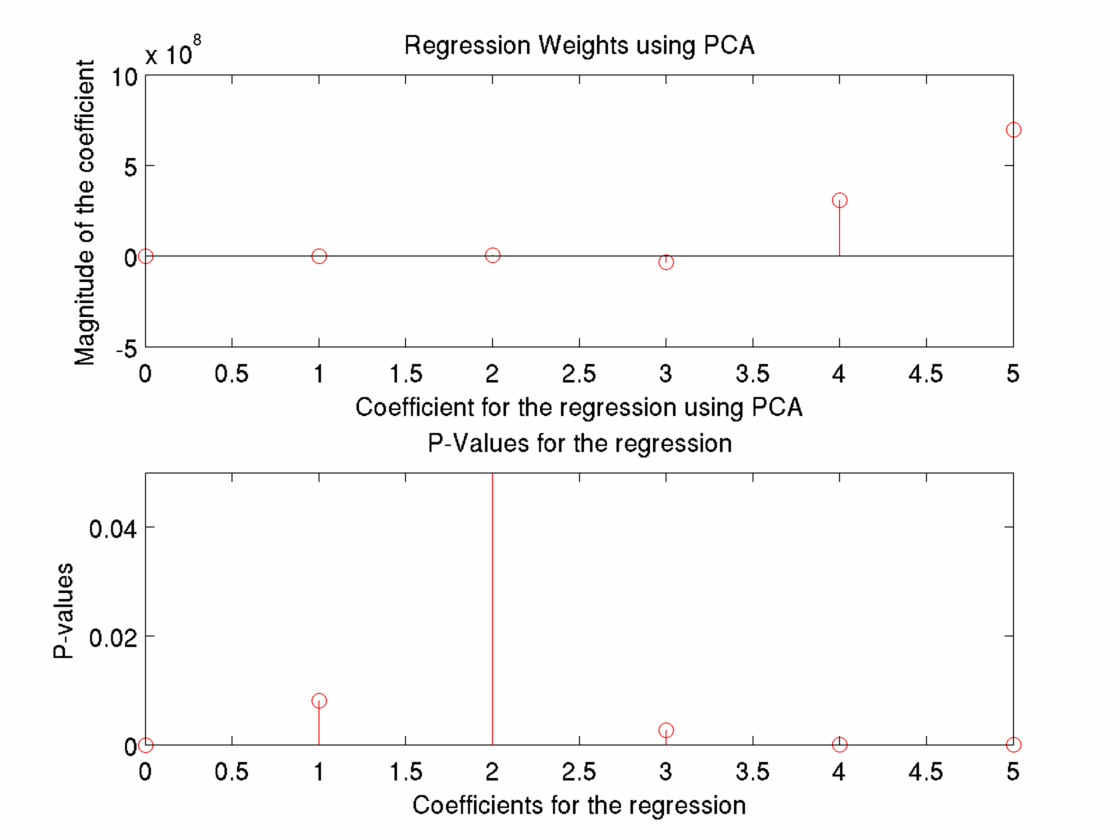 Regression Weights using PCA
x 10^8
10
5
0
-5
Magnitude of the coefficient
0 0.5 1 1.5 2 2.5 3 3.5 4 4.5 5
Coefficient for the regression using PCA
P-Values for the regression
0.04
0.02
0
P-values
0 0.5 1 1.5 2 2.5 3 3.5 4 4.5 5
Coefficients for the regression